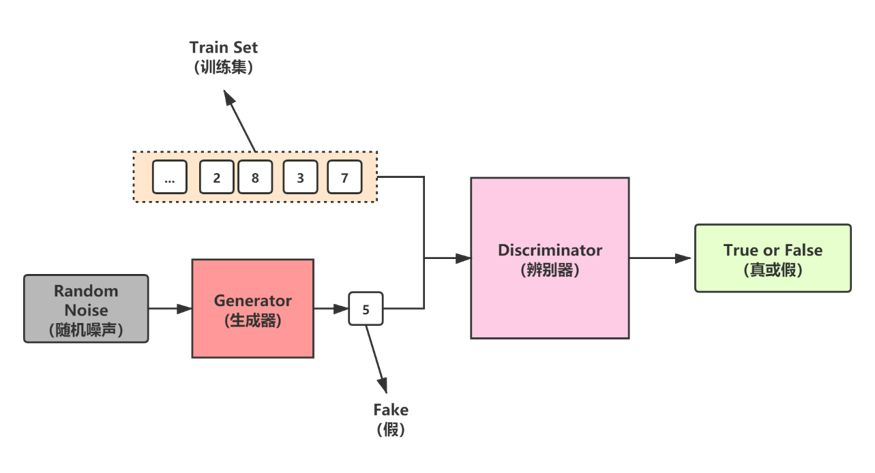 Train Set
（训练集）
... 2 8 3 7
Random
Noise
（随机噪声）
Generator
(生成器)
5
Fake
（假）
Discriminator
(辨别器)
True or False
（真或假）